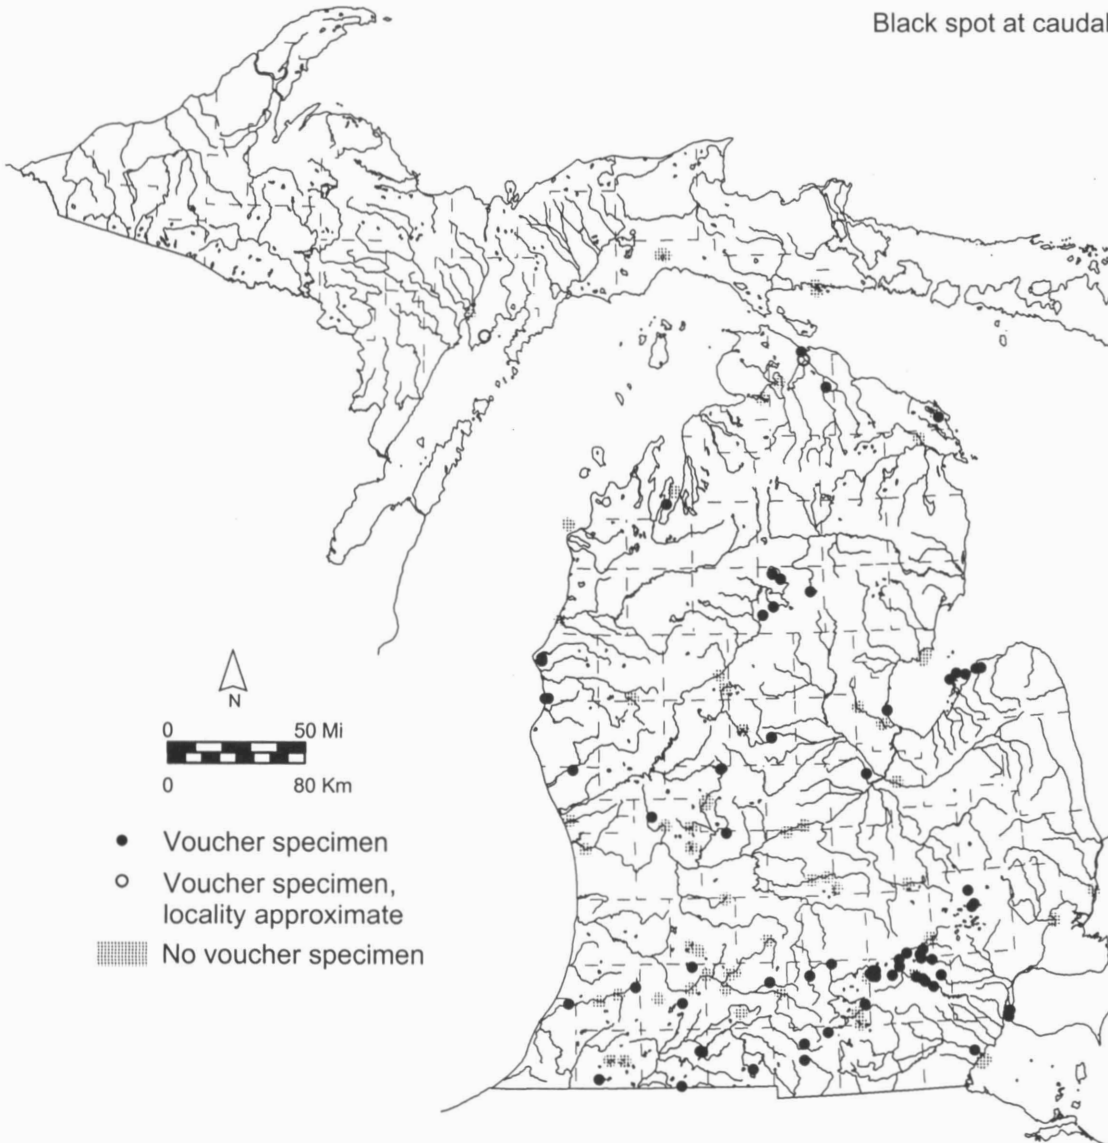 Black spot at caudal
N
0 50 Mi
0 80 Km
Voucher specimen
Voucher specimen,
locality approximate
No voucher specimen